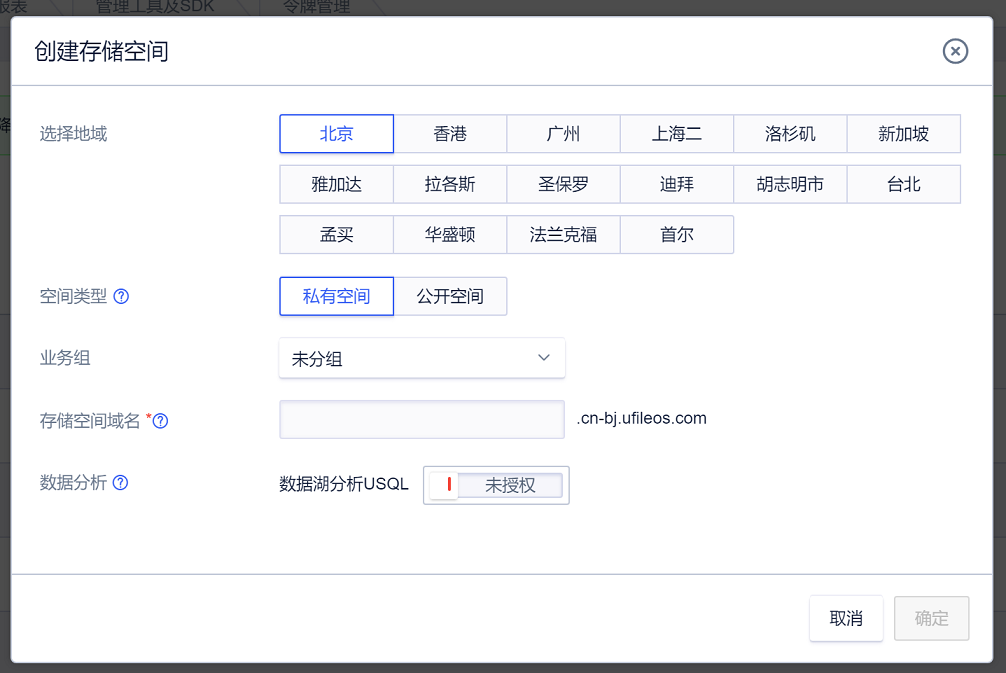 报表 管理工具及SDK 令牌管理
创建存储空间
选择地域 北京 香港 广州 上海二 洛杉矶 新加坡
雅加达 拉各斯 圣保罗 迪拜 胡志明市 台北
孟买 华盛顿 法兰克福 首尔
空间类型 私有空间 公开空间
业务组 未分组
存储空间域名 * .cn-bj.ufileos.com
数据分析 数据湖分析USQL 未授权
取消 确定